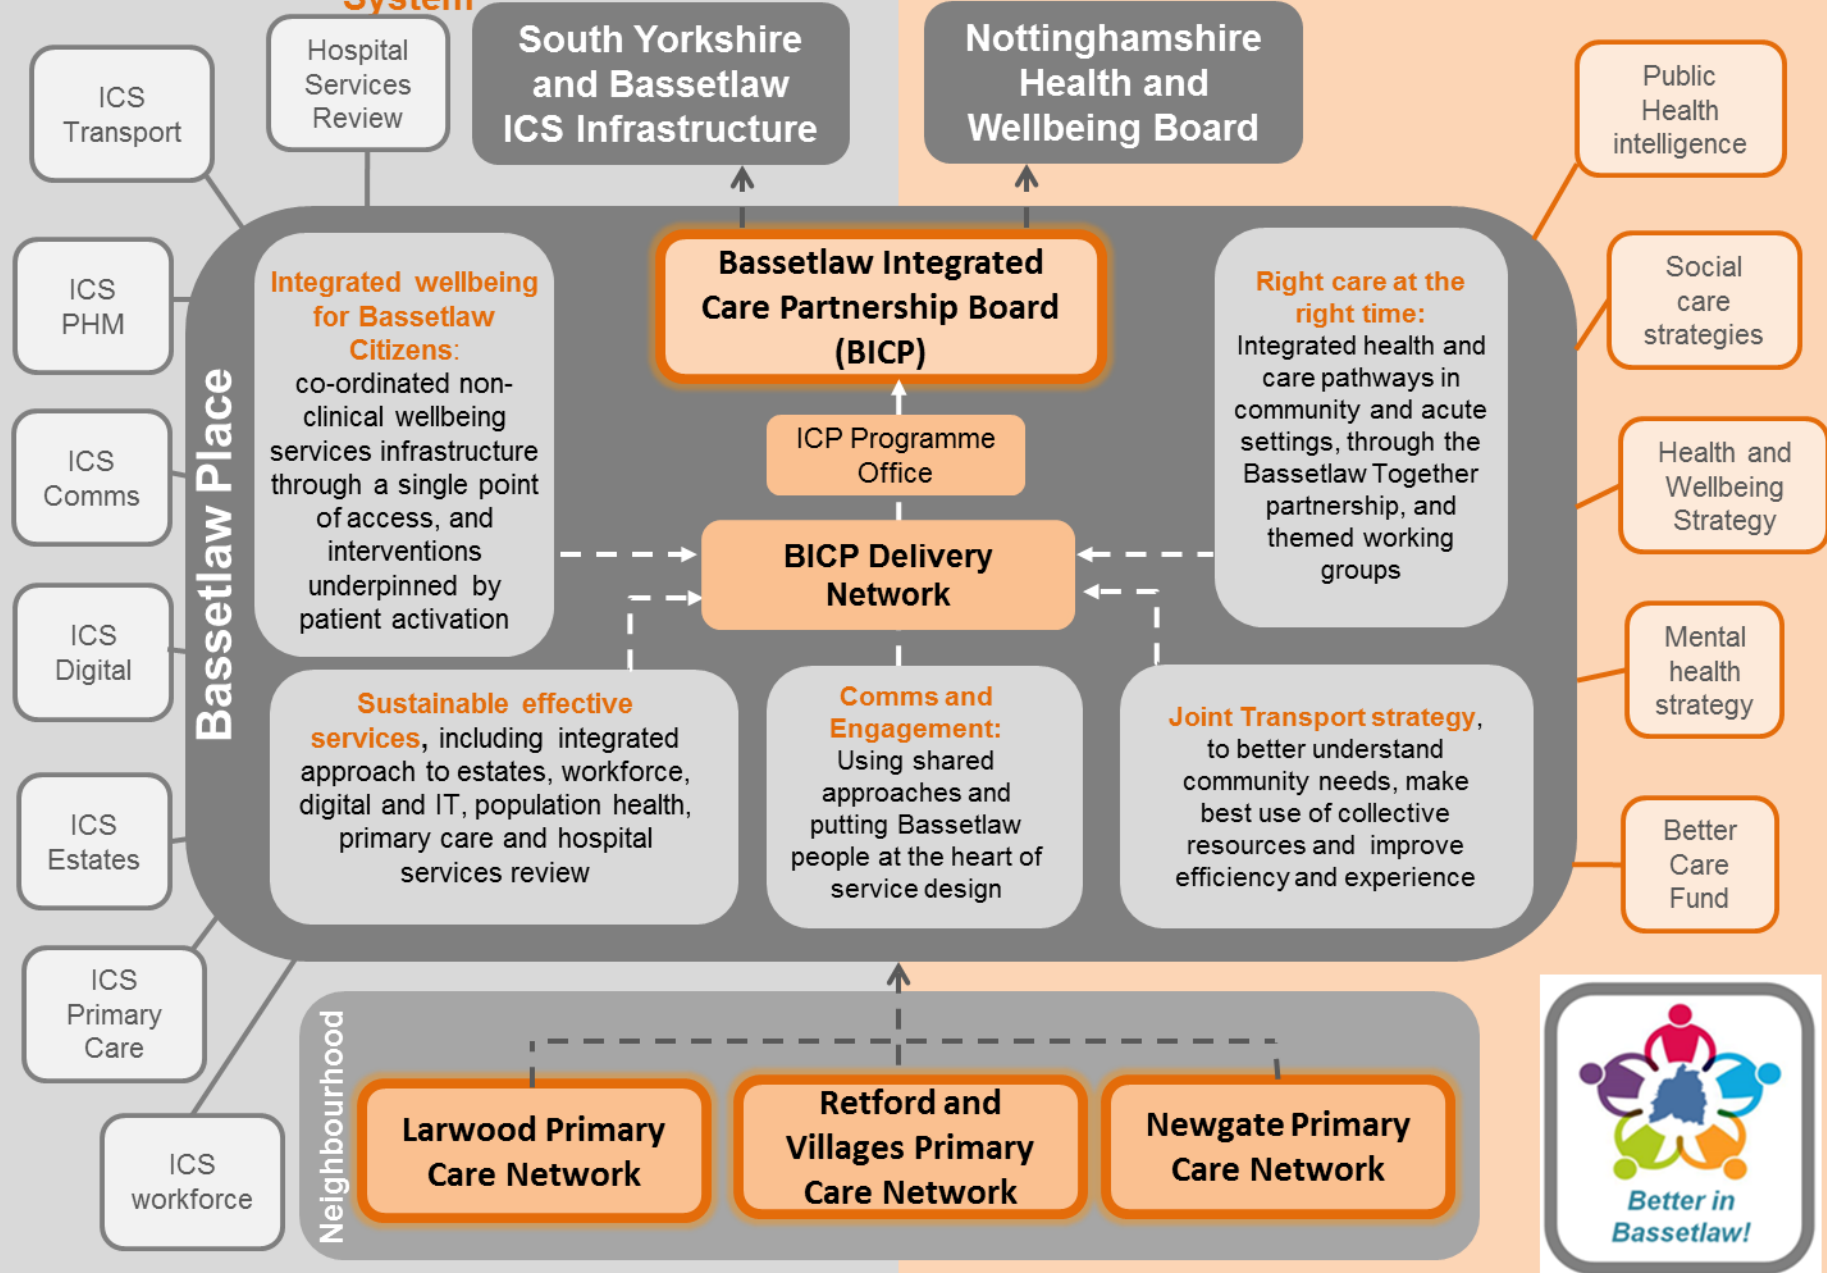 System
South Yorkshire
and Bassetlaw
ICS Infrastructure
Nottinghamshire
Health and
Wellbeing Board
Hospital
Services
Review
ICS
Transport
ICS
PHM
ICS
Comms
ICS
Digital
ICS
Estates
ICS
Primary
Care
ICS
workforce
Bassetlaw Place
Integrated wellbeing
for Bassetlaw
Citizens:
co-ordinated non-
clinical wellbeing
services infrastructure
through a single point
of access, and
interventions
underpinned by
patient activation
Bassetlaw Integrated
Care Partnership Board
(BICP)
ICP Programme
Office
BICP Delivery
Network
Right care at the
right time:
Integrated health and
care pathways in
community and acute
settings, through the
Bassetlaw Together
partnership, and
themed working
groups
Sustainable effective
services, including integrated
approach to estates, workforce,
digital and IT, population health,
primary care and hospital
services review
Comms and
Engagement:
Using shared
approaches and
putting Bassetlaw
people at the heart of
service design
Joint Transport strategy,
to better understand
community needs, make
best use of collective
resources and improve
efficiency and experience
Public
Health
intelligence
Social
care
strategies
Health and
Wellbeing
Strategy
Mental
health
strategy
Better
Care
Fund
Neighbourhood
Larwood Primary
Care Network
Retford and
Villages Primary
Care Network
Newgate Primary
Care Network
Better in
Bassetlaw!